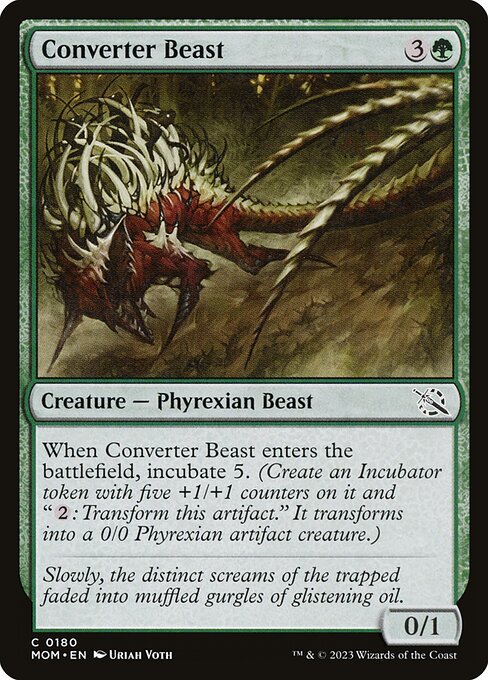 Converter Beast 3
Creature — Phyrexian Beast
When Converter Beast enters the
battlefield, incubate 5. (Create an Incubator
token with five +1/+1 counters on it and
“2: Transform this artifact.” It transforms
into a 0/0 Phyrexian artifact creature.)
Slowly, the distinct screams of the trapped
faded into muffled gurgles of glistening oil.
0/1
C 0180
MOM • EN Uriah Voth
™ & © 2023 Wizards of the Coast